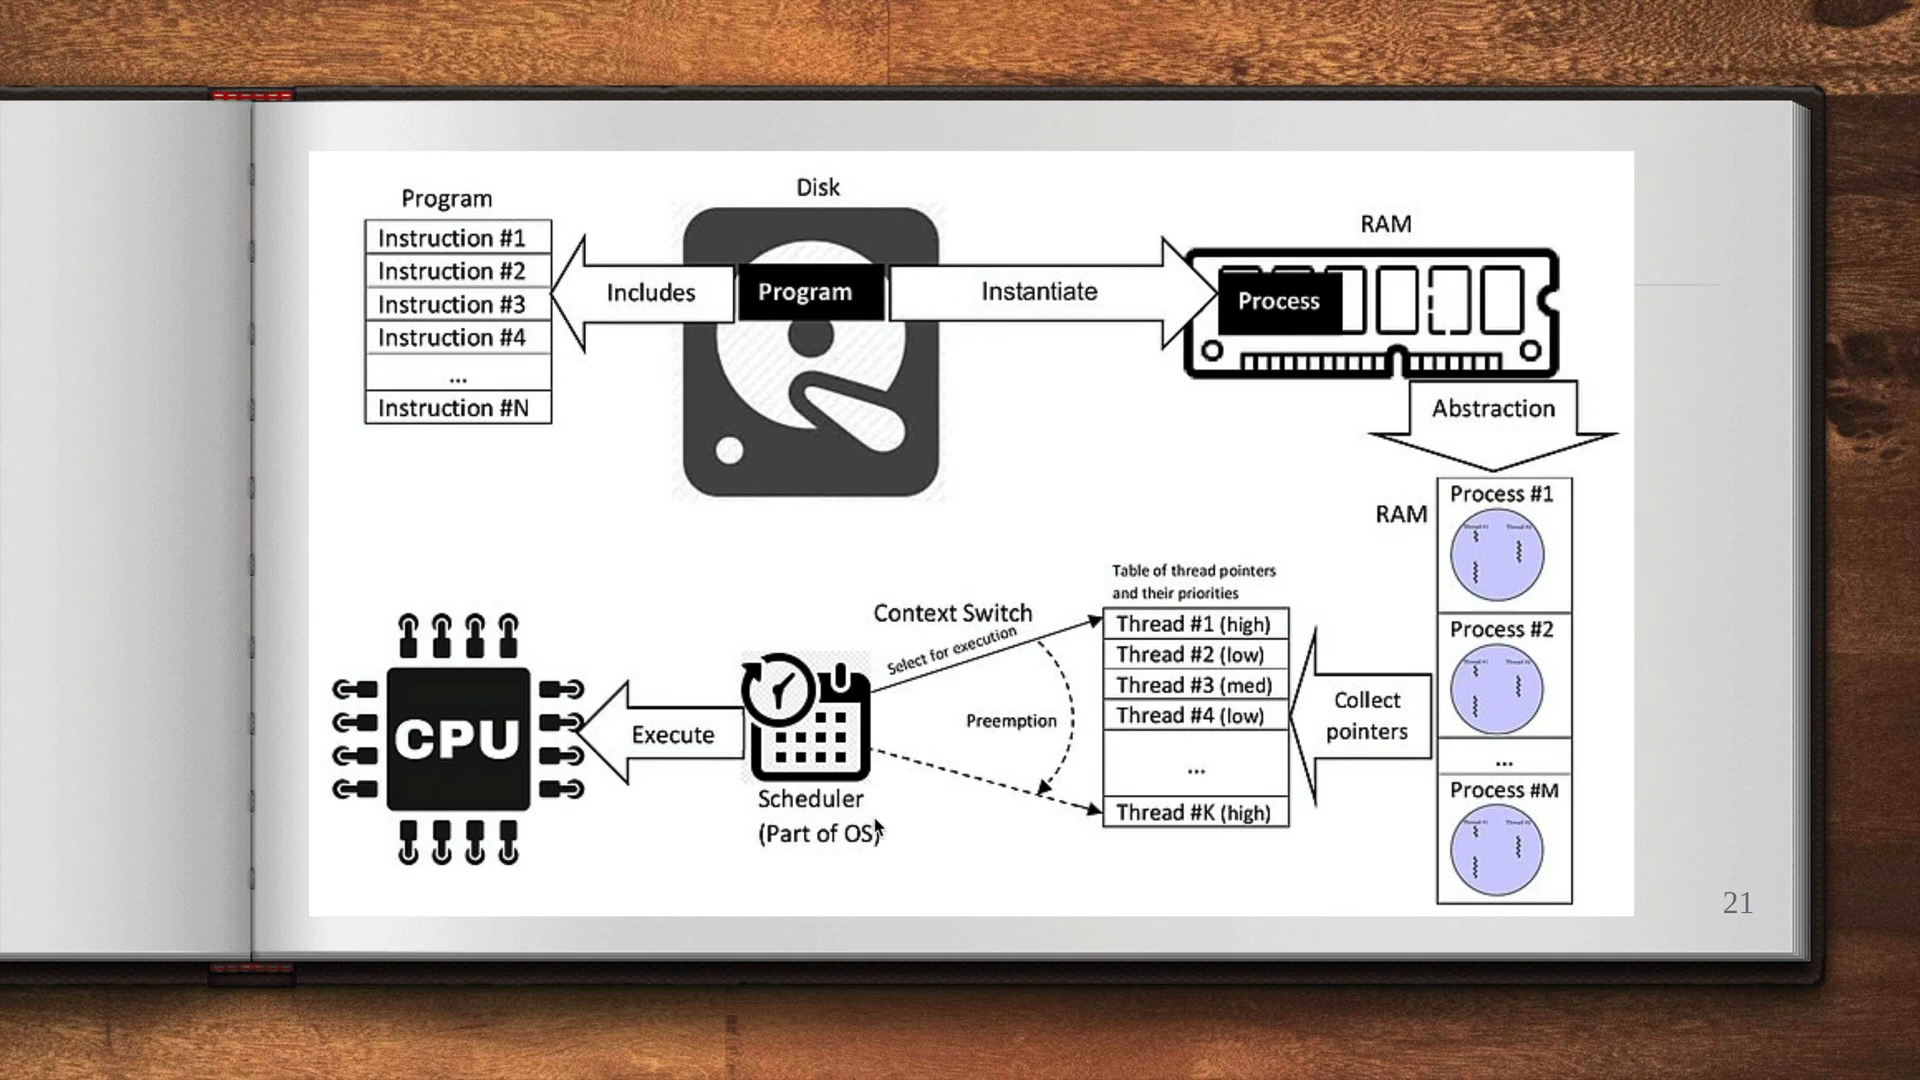 Program
Instruction #1
Instruction #2
Instruction #3
Instruction #4
...
Instruction #N
Includes
Disk
Program
Instantiate
RAM
Process
Abstraction
RAM
Process #1
Thread #1
Process #2
...
Process #M
Collect
pointers
Table of thread pointers
and their priorities
Thread #1 (high)
Thread #2 (low)
Thread #3 (med)
Thread #4 (low)
...
Thread #K (high)
Context Switch
Select for execution
Preemption
Scheduler
(Part of OS)
Execute
CPU
21